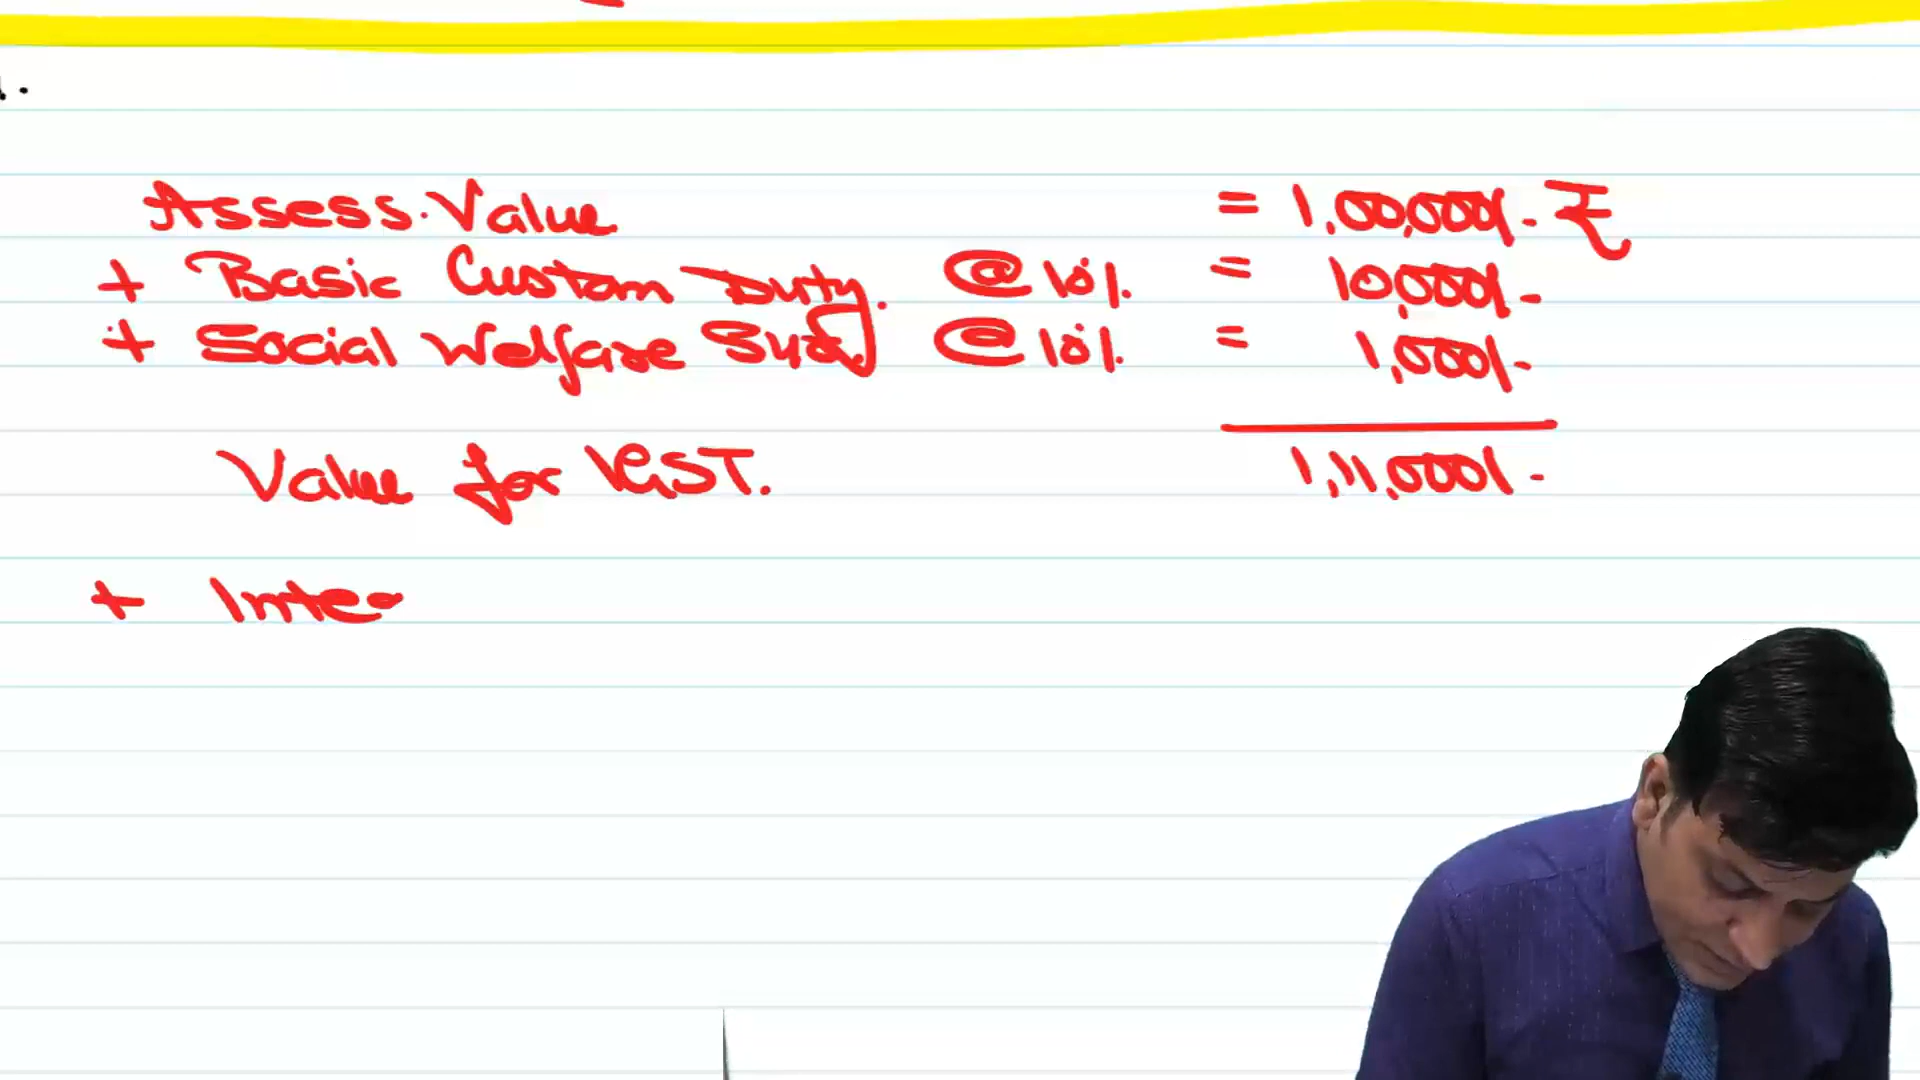 Assess. Value = 1,00,000/- ₹
+ Basic Custom Duty. @ 10% = 10,000/-
+ Social Welfare @ 10% = 1,000/-
Value for IGST. 1,11,000/-
+ Inte